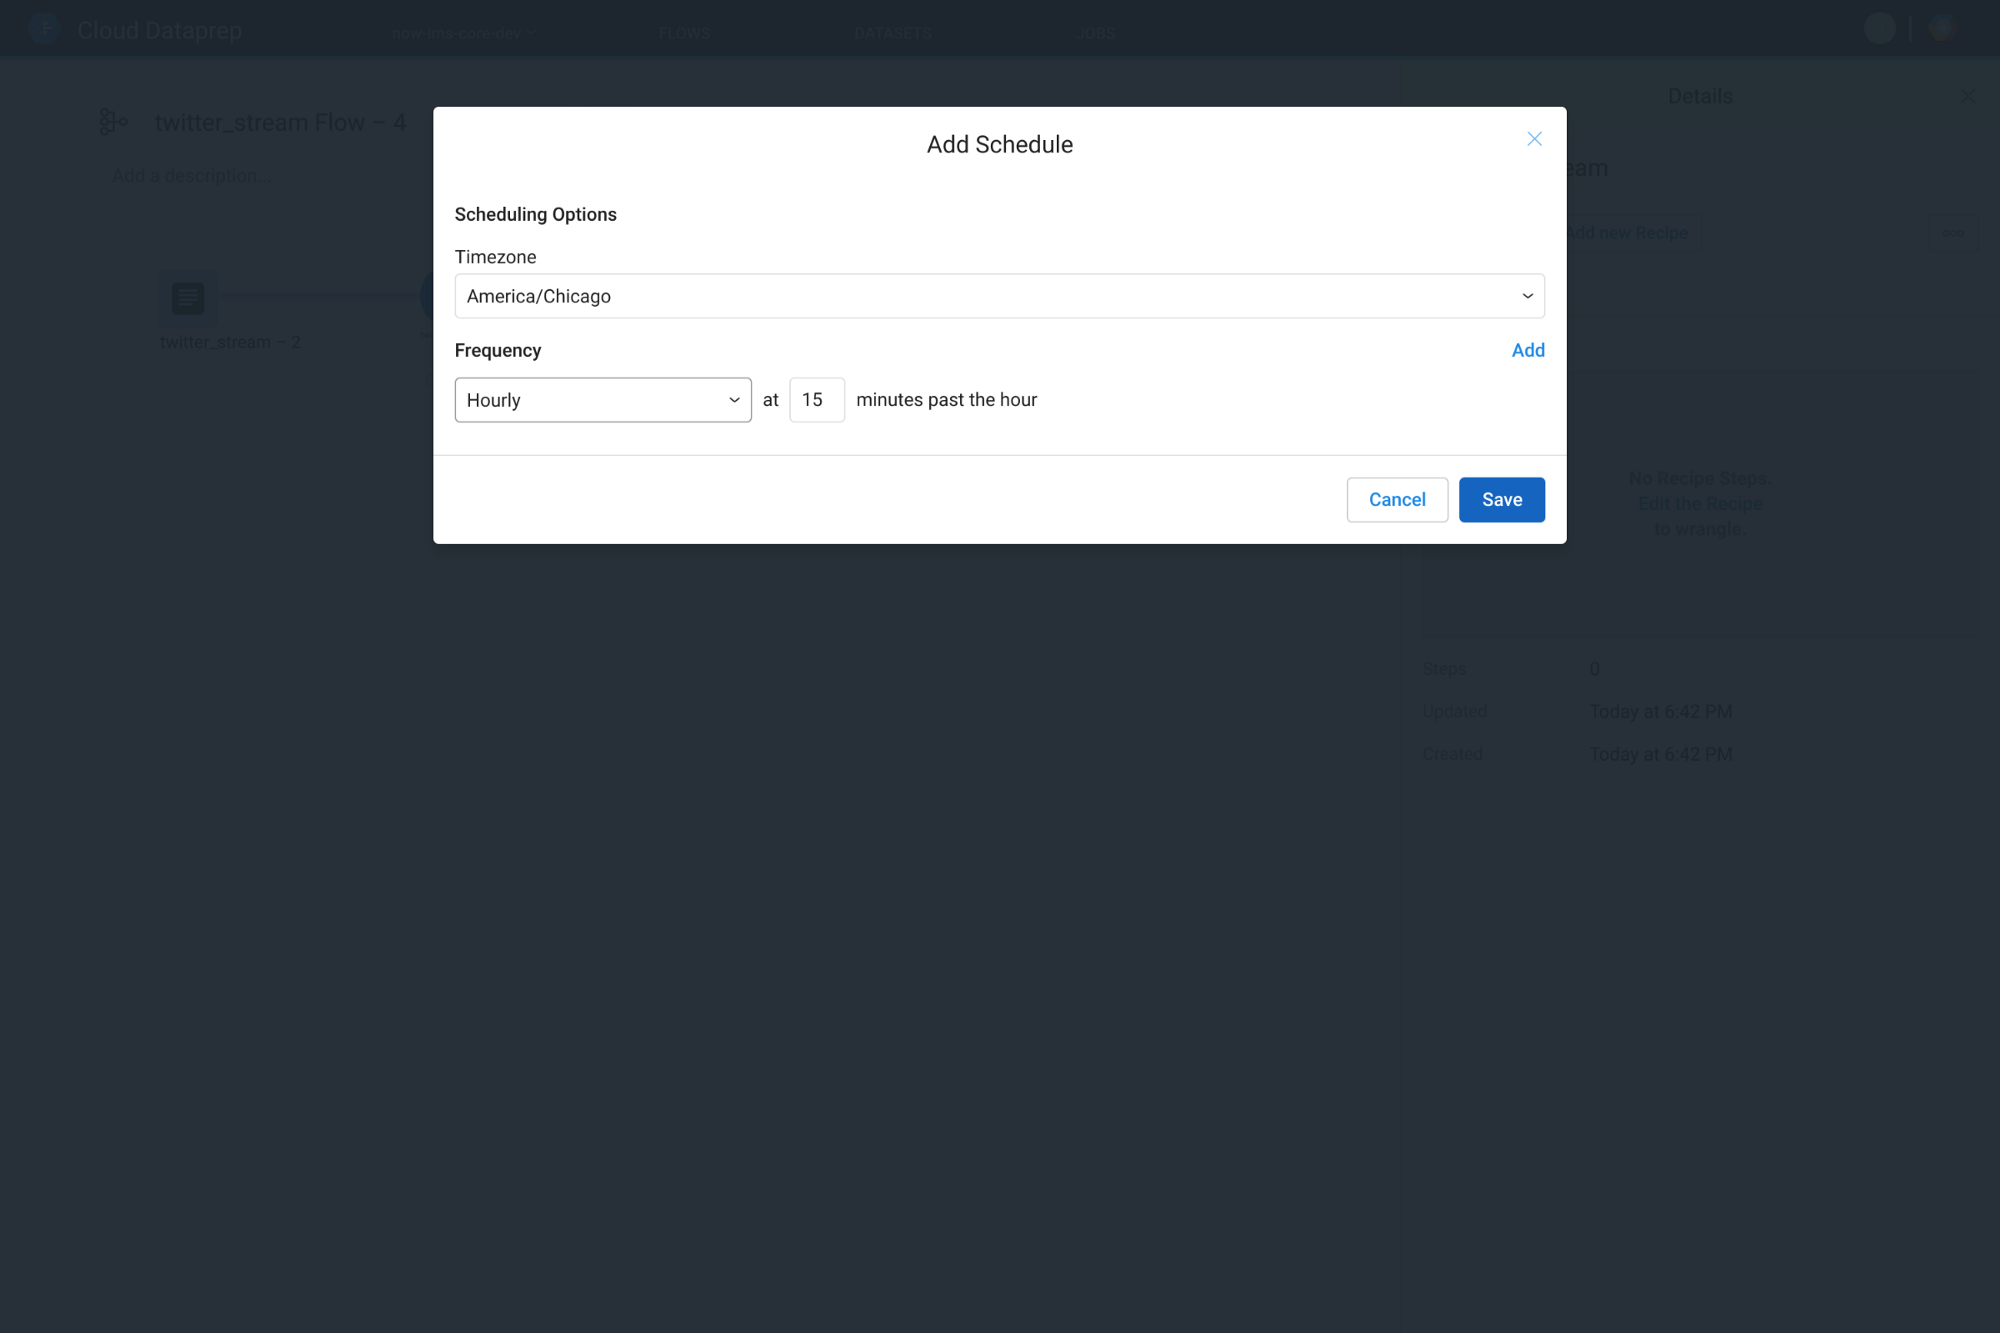 Cloud Dataprep
now-ims-core-dev
FLOWS
DATASETS
JOBS
twitter_stream Flow – 4
Add a description...
twitter_stream – 2
Details
eam
Add new Recipe
Add Schedule
Scheduling Options
Timezone
America/Chicago
Frequency
Add
Hourly
at
15
minutes past the hour
Cancel
Save
No Recipe Steps.
Edit the Recipe
to wrangle.
Steps
0
Updated
Today at 6:42 PM
Created
Today at 6:42 PM